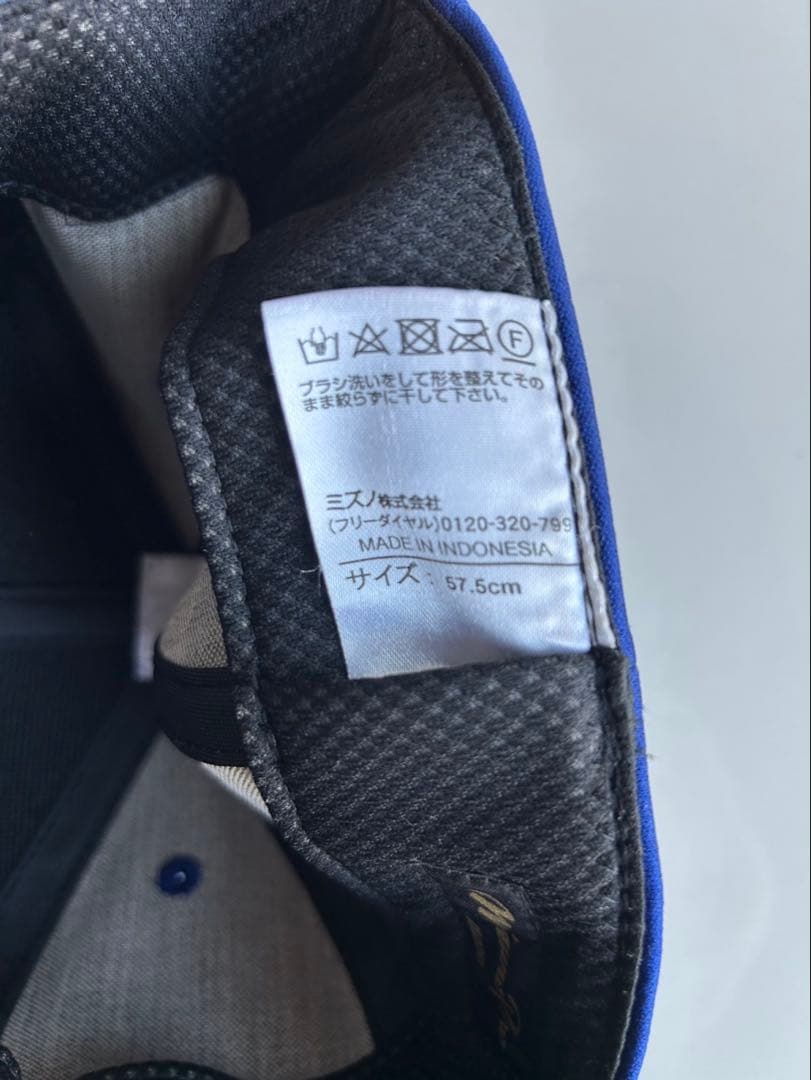 F
ブラシ洗いをして形を整えてその
まま絞らずに干して下さい。
ミズノ株式会社
(フリーダイヤル)0120-320-799
MADE IN INDONESIA
サイズ： 57.5cm